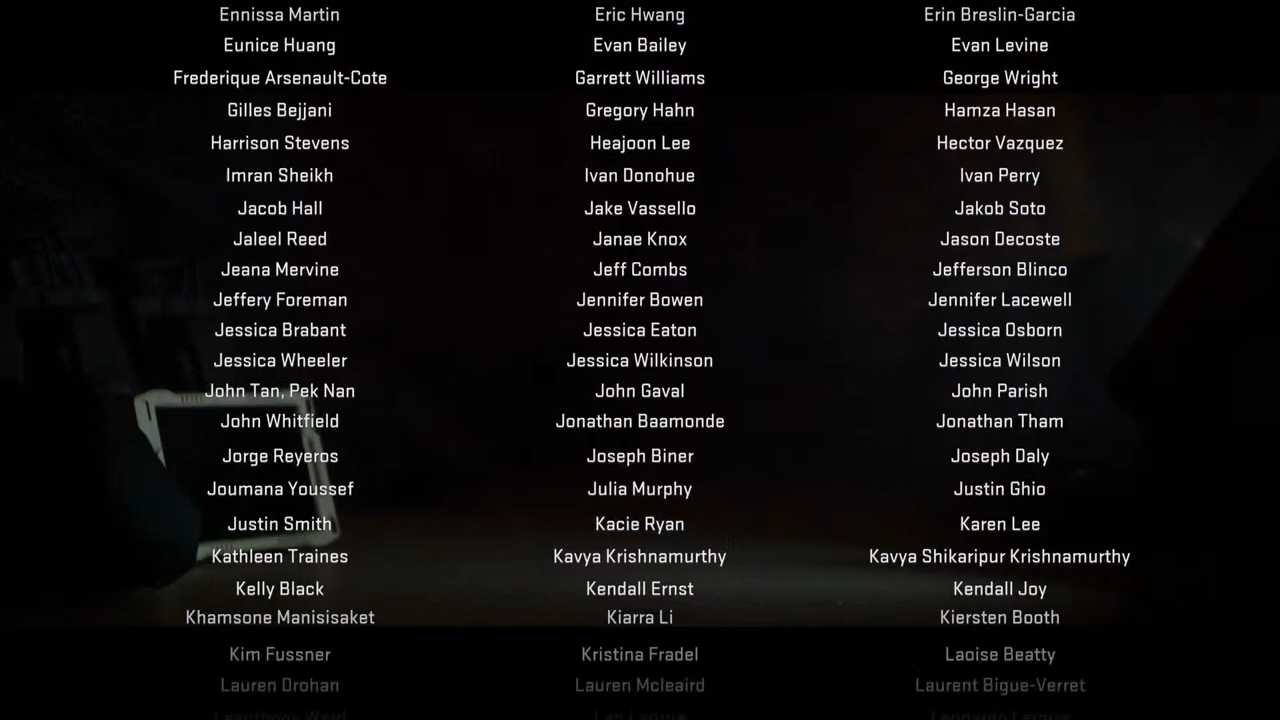 Ennissa Martin Eric Hwang Erin Breslin-Garcia
Eunice Huang Evan Bailey Evan Levine
Frederique Arsenault-Cote Garrett Williams George Wright
Gilles Bejjani Gregory Hahn Hamza Hasan
Harrison Stevens Heajoon Lee Hector Vazquez
Imran Sheikh Ivan Donohue Ivan Perry
Jacob Hall Jake Vassello Jakob Soto
Jaleel Reed Janae Knox Jason Decoste
Jeana Mervine Jeff Combs Jefferson Blinco
Jeffery Foreman Jennifer Bowen Jennifer Lacewell
Jessica Brabant Jessica Eaton Jessica Osborn
Jessica Wheeler Jessica Wilkinson Jessica Wilson
John Tan, Pek Nan John Gaval John Parish
John Whitfield Jonathan Baamonde Jonathan Tham
Jorge Reyeros Joseph Biner Joseph Daly
Joumana Youssef Julia Murphy Justin Ghio
Justin Smith Kacie Ryan Karen Lee
Kathleen Traines Kavya Krishnamurthy Kavya Shikaripur Krishnamurthy
Kelly Black Kendall Ernst Kendall Joy
Khamsone Manisisaket Kiarra Li Kiersten Booth
Kim Fussner Kristina Fradel Laoise Beatty
Lauren Drohan Lauren Mcleaird Laurent Bigue-Verret